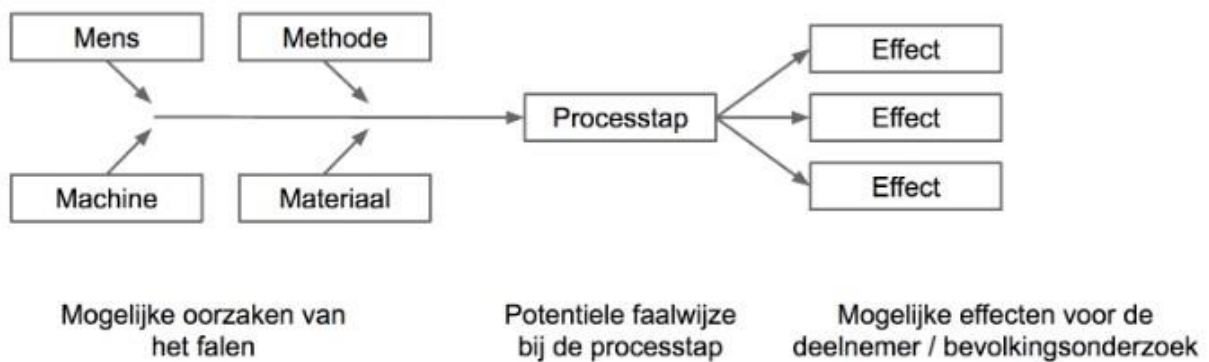 Mens
Methode
Effect
Processtap
Effect
Machine
Materiaal
Effect
Mogelijke oorzaken van
het falen
Potentiele faalwijze
bij de processtap
Mogelijke effecten voor de
deelnemer / bevolkingsonderzoek